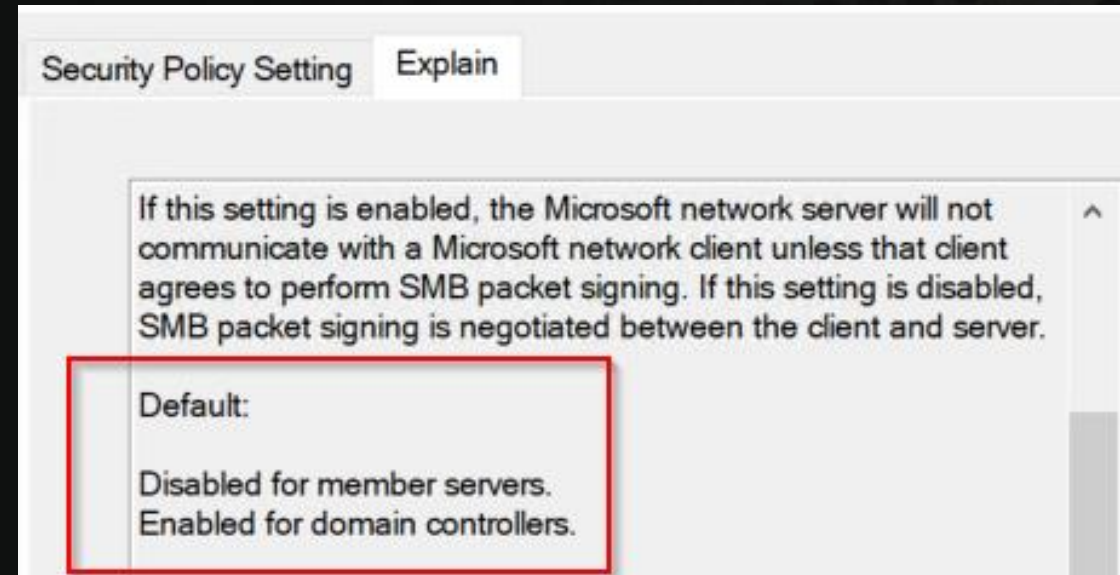 Security Policy Setting Explain
If this setting is enabled, the Microsoft network server will not
communicate with a Microsoft network client unless that client
agrees to perform SMB packet signing. If this setting is disabled,
SMB packet signing is negotiated between the client and server.
Default:
Disabled for member servers.
Enabled for domain controllers.